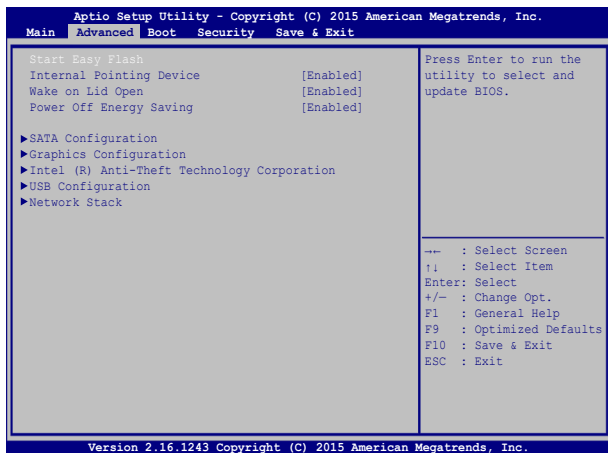 Aptio Setup Utility - Copyright (C) 2015 American Megatrends, Inc.
Main Advanced Boot Security Save & Exit
Start Easy Flash
Internal Pointing Device [Enabled]
Wake on Lid Open [Enabled]
Power Off Energy Saving [Enabled]
▶SATA Configuration
▶Graphics Configuration
▶Intel (R) Anti-Theft Technology Corporation
▶USB Configuration
▶Network Stack
Press Enter to run the
utility to select and
update BIOS.
→← : Select Screen
↑↓ : Select Item
Enter: Select
+/— : Change Opt.
F1 : General Help
F9 : Optimized Defaults
F10 : Save & Exit
ESC : Exit
Version 2.16.1243 Copyright (C) 2015 American Megatrends, Inc.